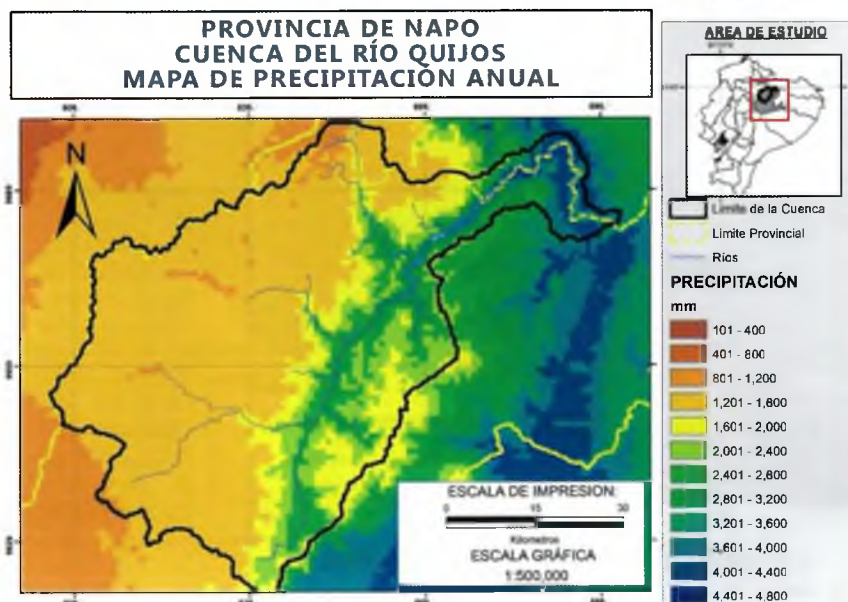 PROVINCIA DE NAPO
CUENCA DEL RÍO QUIJOS
MAPA DE PRECIPITACIÓN ANUAL
N
ESCALA DE IMPRESION:
0 15 30
Kilometros
ESCALA GRÁFICA
1:500,000
AREA DE ESTUDIO
Limite de la Cuenca
Limite Provincial
Rios
PRECIPITACIÓN
mm
101 - 400
401 - 800
801 - 1,200
1,201 - 1,600
1,601 - 2,000
2,001 - 2,400
2,401 - 2,800
2,801 - 3,200
3,201 - 3,600
3,601 - 4,000
4,001 - 4,400
4,401 - 4,800